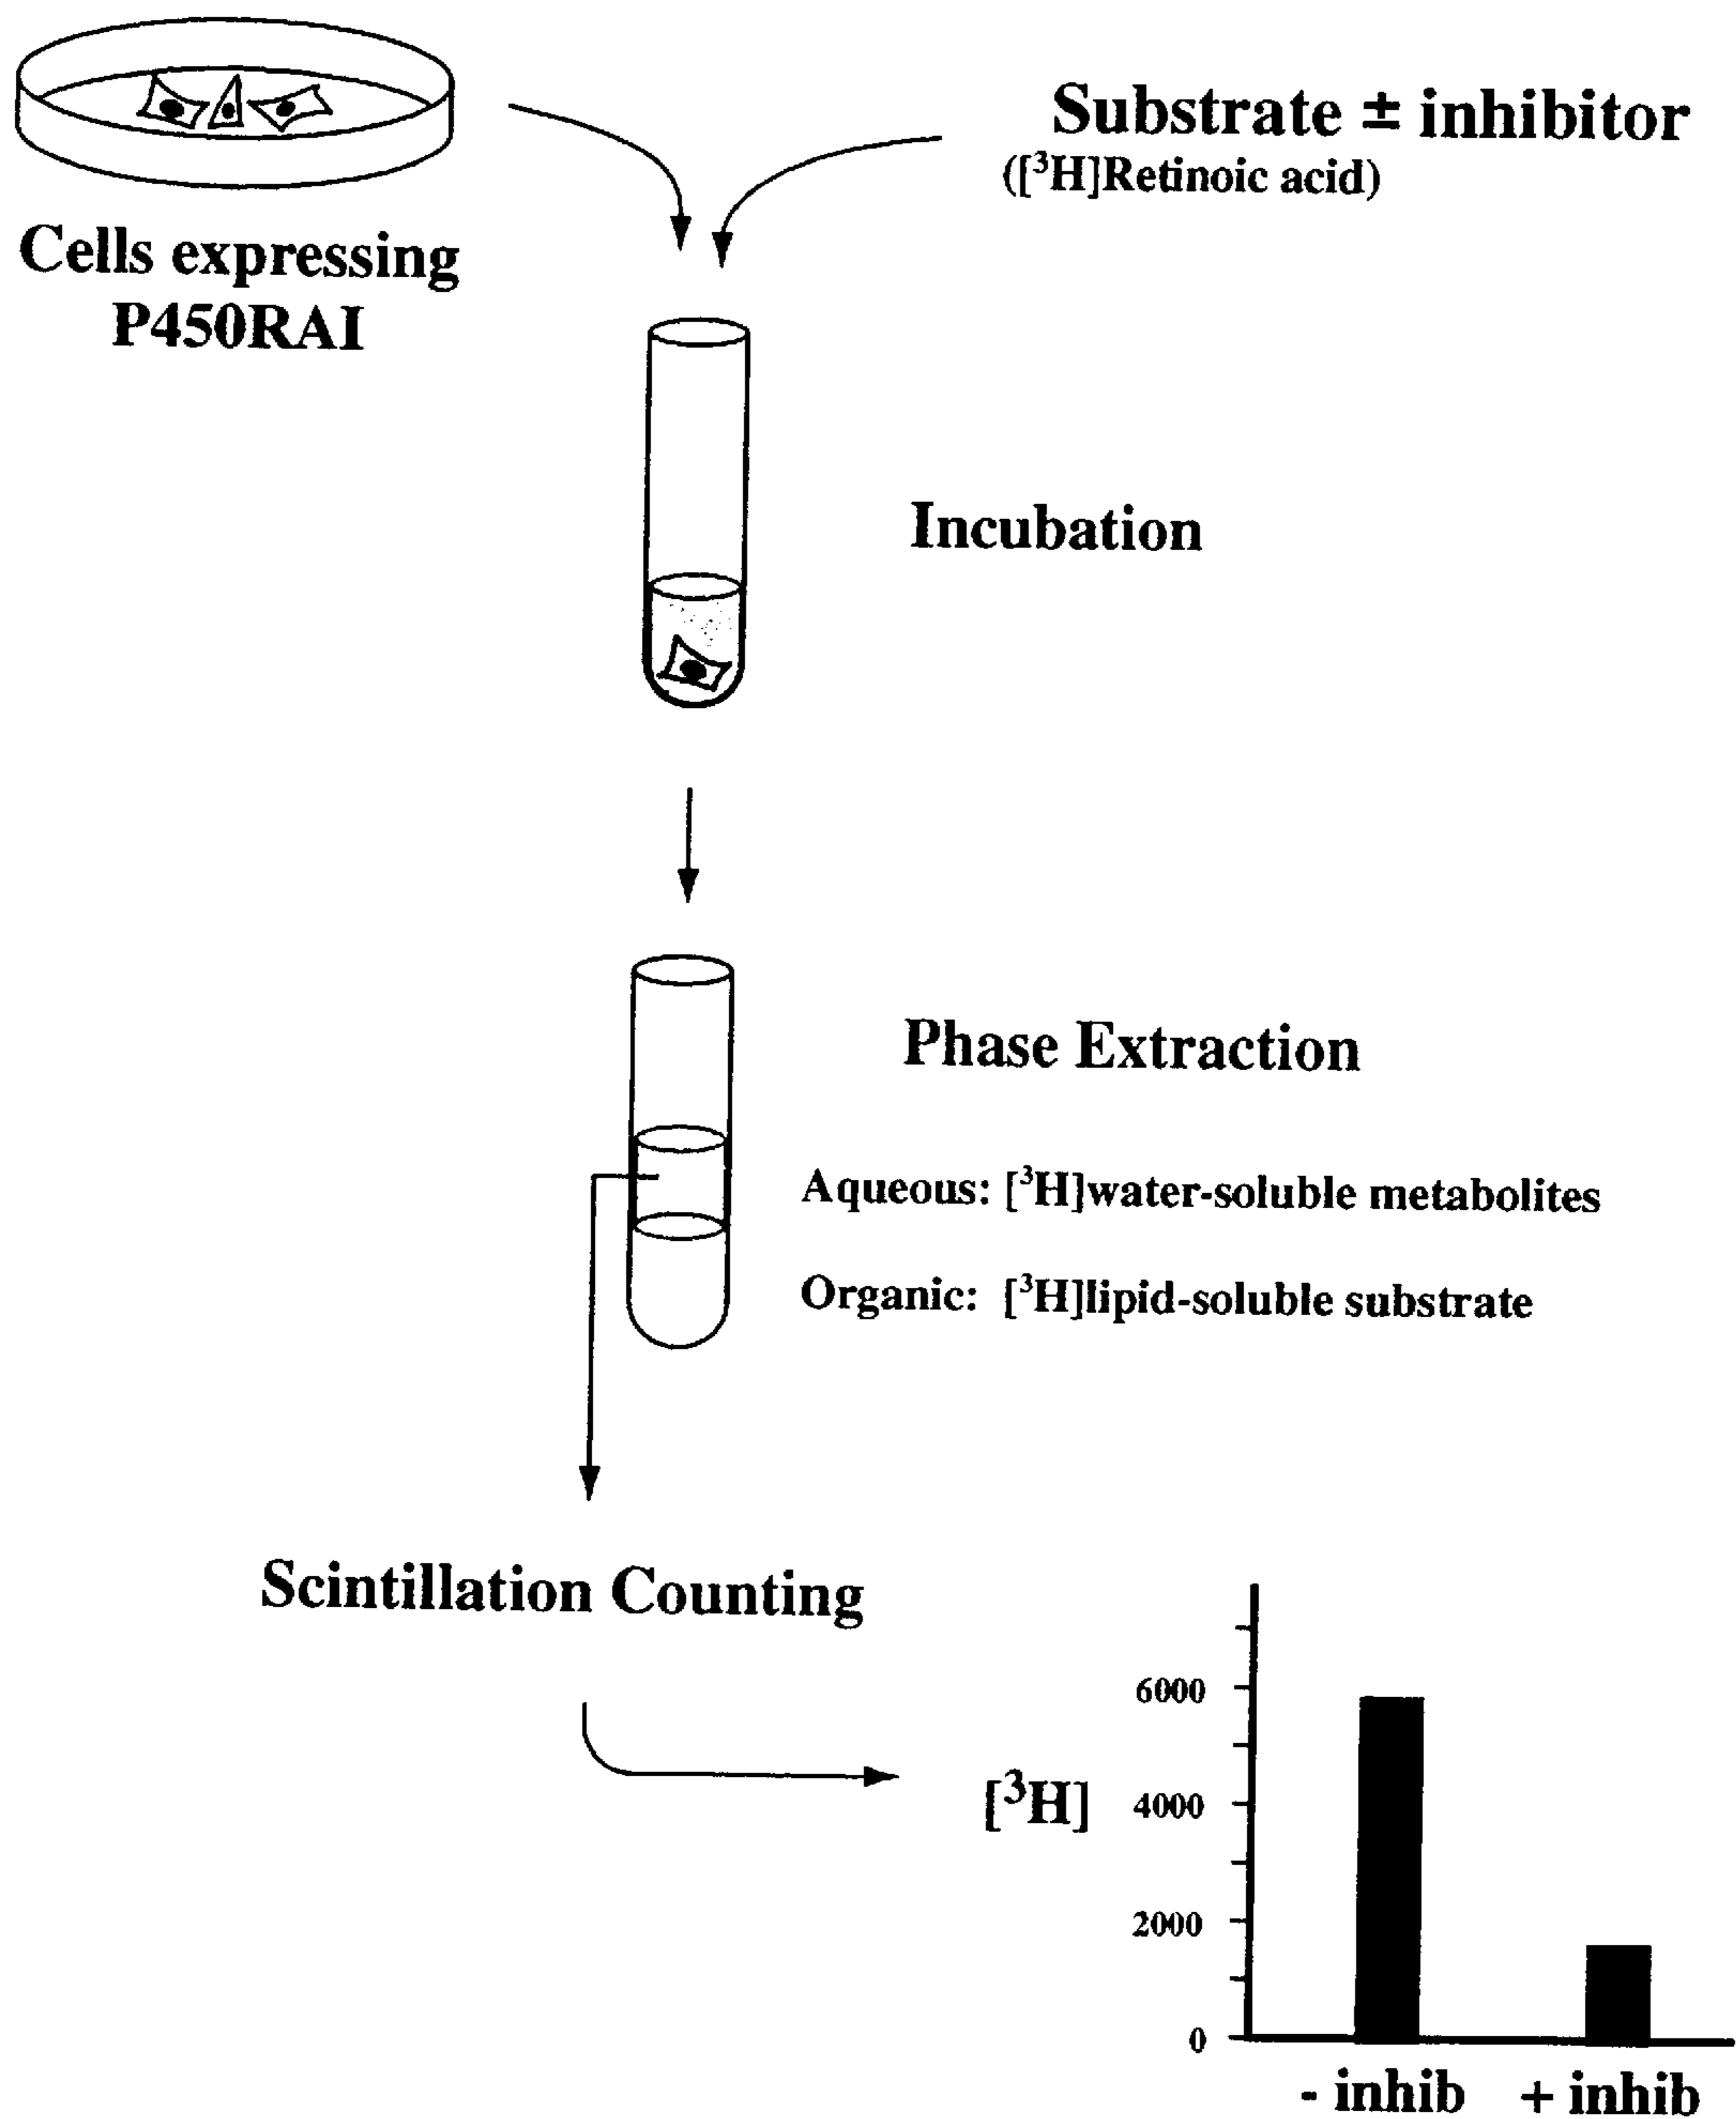 Substrate ± inhibitor
([³H]Retinoic acid)
Cells expressing
P450RAI
Incubation
Phase Extraction
Aqueous: [³H]water-soluble metabolites
Organic: [³H]lipid-soluble substrate
Scintillation Counting
[³H]
6000
4000
2000
0
- inhib + inhib